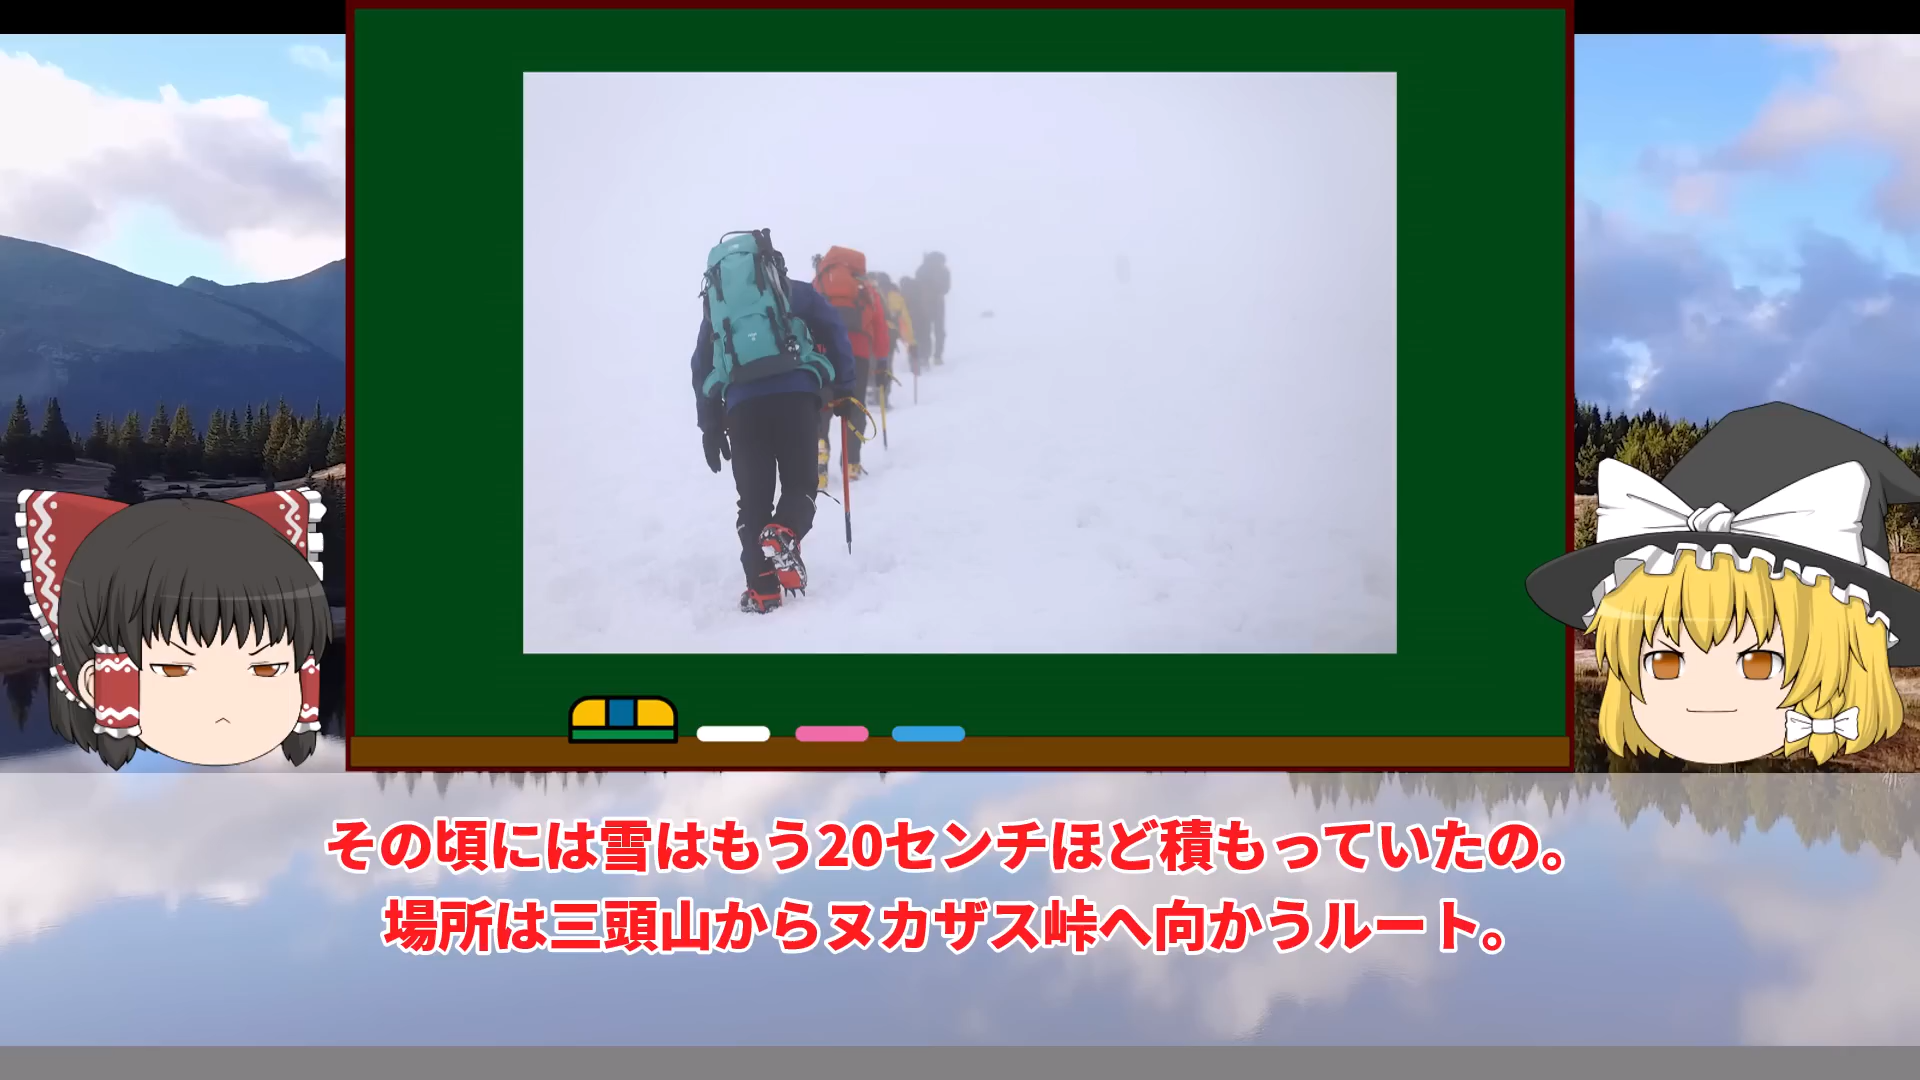 その頃には雪はもう20センチほど積もっていたの。
場所は三頭山からヌカザス峠へ向かうルート。